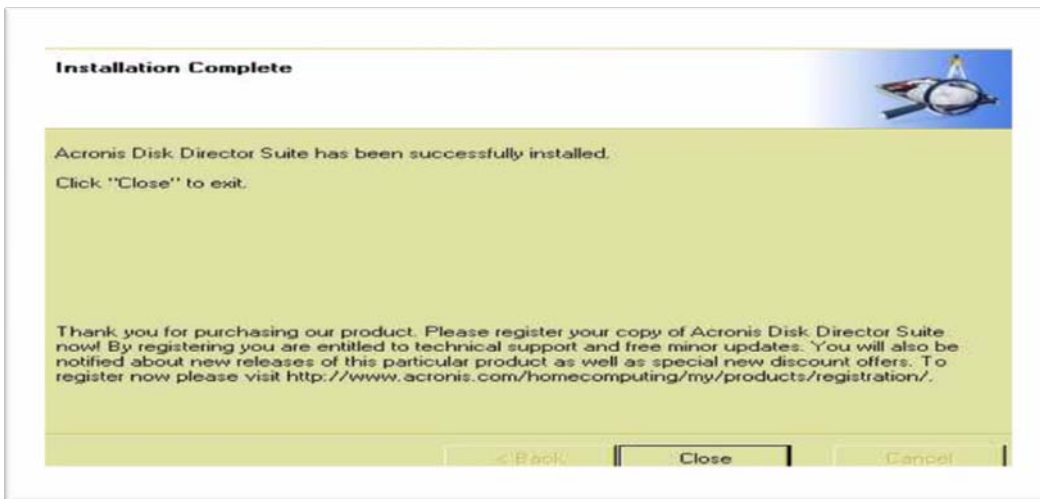 Installation Complete
Acronis Disk Director Suite has been successfully installed.
Click "Close" to exit.
Thank you for purchasing our product. Please register your copy of Acronis Disk Director Suite
now! By registering you are entitled to technical support and free minor updates. You will also be
notified about new releases of this particular product as well as special new discount offers. To
register now please visit http://www.acronis.com/homecomputing/my/products/registration/.
< Back Close Cancel